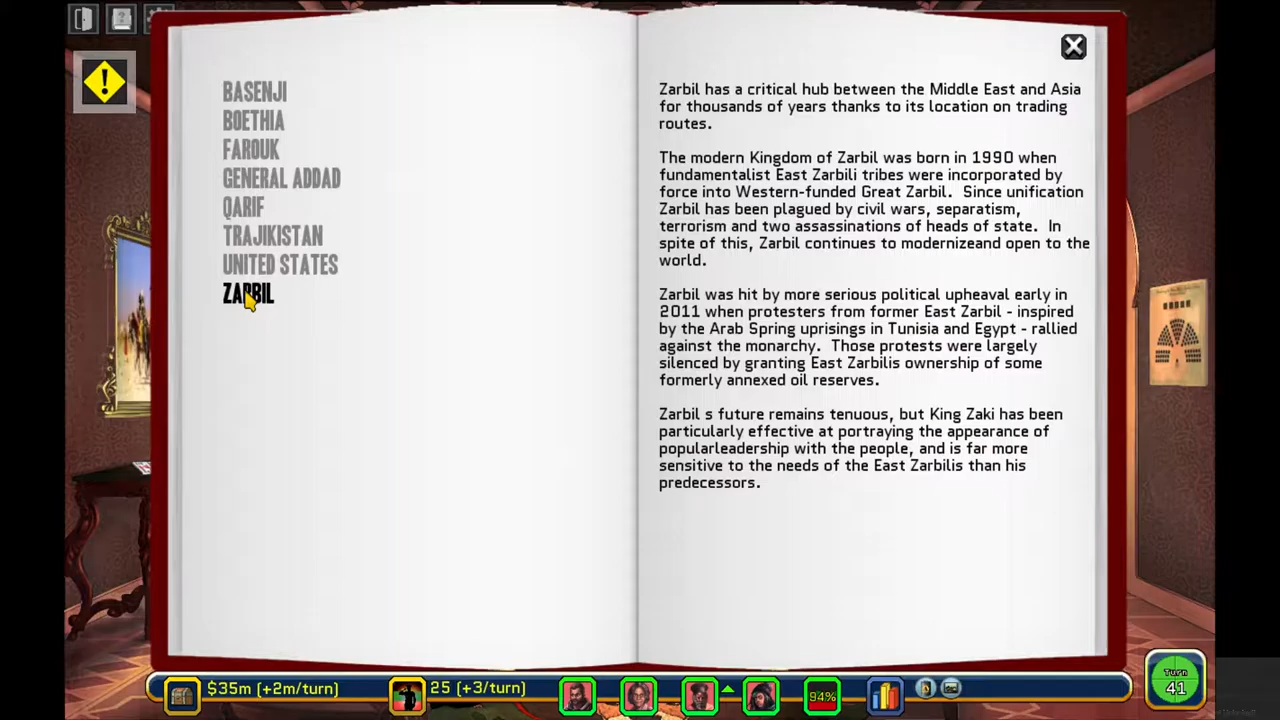 BASENJI
BOETHIA
FAROUK
GENERAL ADDAD
QARIF
TRAJIKISTAN
UNITED STATES
ZARBIL
Zarbil has a critical hub between the Middle East and Asia
for thousands of years thanks to its location on trading
routes.
The modern Kingdom of Zarbil was born in 1990 when
fundamentalist East Zarbili tribes were incorporated by
force into Western-funded Great Zarbil.  Since unification
Zarbil has been plagued by civil wars, separatism,
terrorism and two assassinations of heads of state.  In
spite of this, Zarbil continues to modernizeand open to the
world.
Zarbil was hit by more serious political upheaval early in
2011 when protesters from former East Zarbil - inspired
by the Arab Spring uprisings in Tunisia and Egypt - rallied
against the monarchy.  Those protests were largely
silenced by granting East Zarbilis ownership of some
formerly annexed oil reserves.
Zarbil s future remains tenuous, but King Zaki has been
particularly effective at portraying the appearance of
popularleadership with the people, and is far more
sensitive to the needs of the East Zarbilis than his
predecessors.
$35m (+2m/turn)
25 (+3/turn)
94%
Turn
41